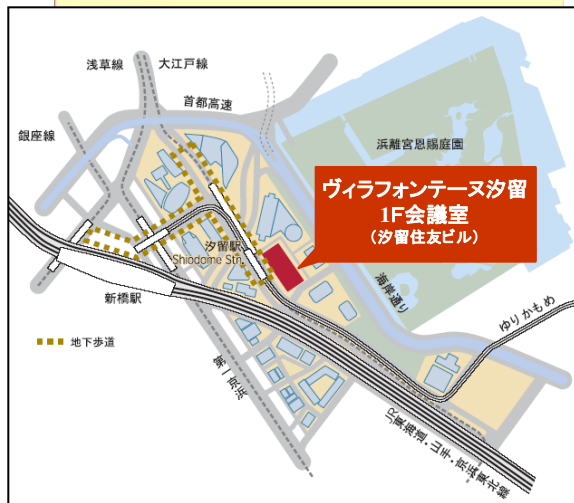 浅草線
大江戸線
首都高速
銀座線
浜離宮恩賜庭園
ヴィラフォンテーヌ汐留
1F会議室
(汐留住友ビル)
汐留駅
Shiodome Stn.
新橋駅
海岸通り
ゆりかもめ
地下歩道
第一京浜
JR東海道・山手・京浜東北線